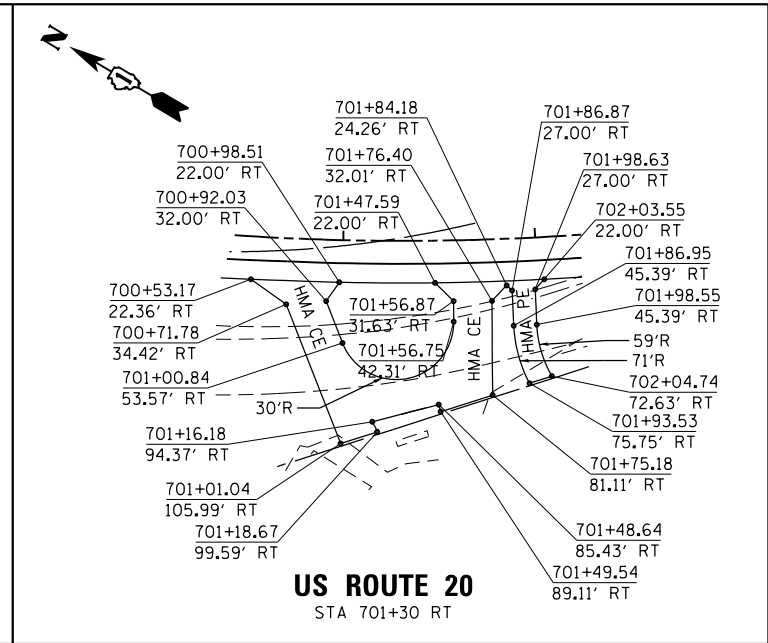 N
701+84.18
24.26' RT
701+86.87
27.00' RT
700+98.51
22.00' RT
701+76.40
32.01' RT
701+98.63
27.00' RT
700+92.03
32.00' RT
701+47.59
22.00' RT
702+03.55
22.00' RT
701+86.95
45.39' RT
700+53.17
22.36' RT
HMA CE
701+56.87
31.63' RT
HMA CE
HMA PE
701+98.55
45.39' RT
700+71.78
34.42' RT
701+56.75
42.31' RT
59'R
71'R
701+00.84
53.57' RT
30'R
702+04.74
72.63' RT
701+16.18
94.37' RT
701+93.53
75.75' RT
701+01.04
105.99' RT
701+75.18
81.11' RT
701+18.67
99.59' RT
701+48.64
85.43' RT
701+49.54
89.11' RT
US ROUTE 20
STA 701+30 RT